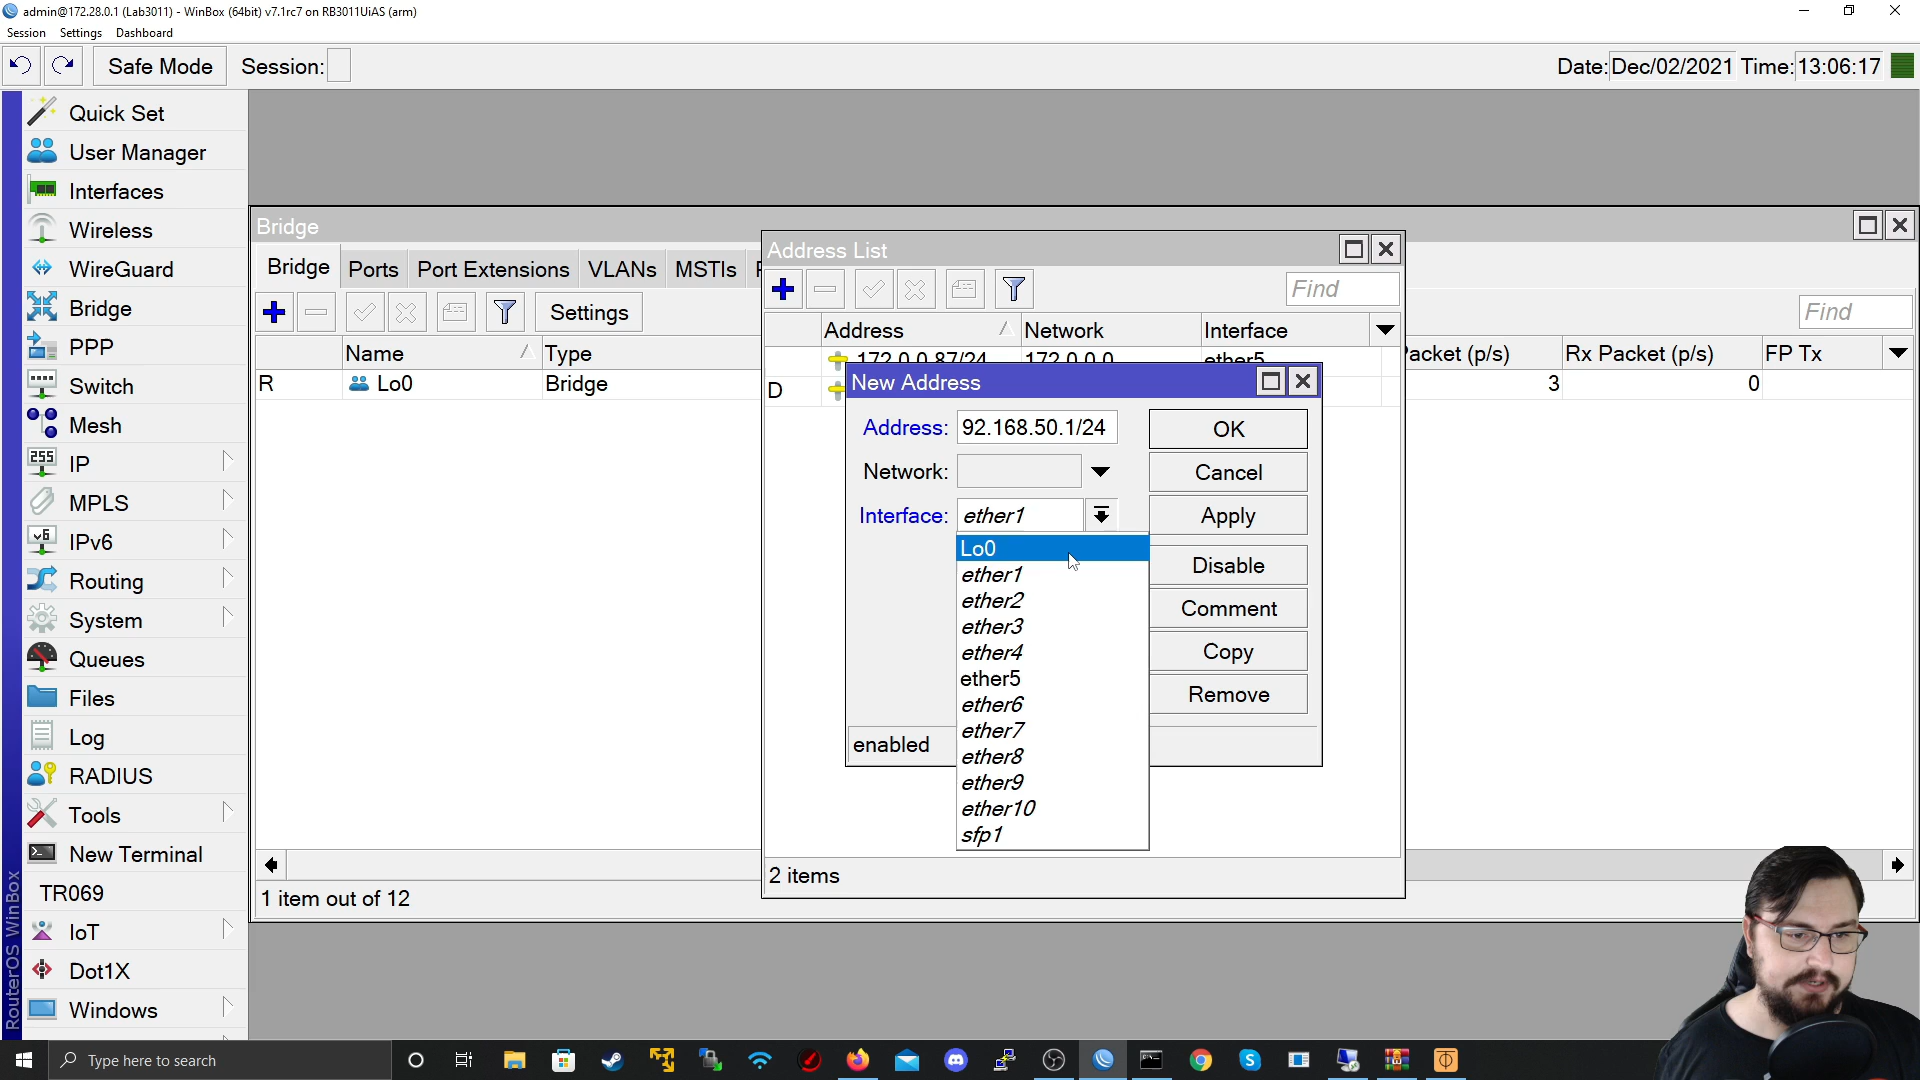 admin@172.28.0.1 (Lab3011) - WinBox (64bit) v7.1rc7 on RB3011UiAS (arm)
Session Settings Dashboard
Safe Mode Session: Date: Dec/02/2021 Time: 13:06:17
Quick Set
User Manager
Interfaces
Wireless
WireGuard
Bridge
PPP
Switch
Mesh
255 IP
MPLS
v6 IPv6
Routing
System
Queues
Files
Log
RADIUS
Tools
New Terminal
TR069
IoT
Dot1X
Windows
RouterOS WinBox
Bridge
Bridge Ports Port Extensions VLANs MSTIs
Settings Find
Name Type Packet (p/s) Rx Packet (p/s) FP Tx
R Lo0 Bridge 3 0
1 item out of 12
Address List
Find
Address Network Interface
172.0.0.87/24 172.0.0.0 ether5
D
2 items
New Address
Address: 92.168.50.1/24
Network:
Interface: ether1
Lo0
ether1
ether2
ether3
ether4
ether5
ether6
ether7
ether8
ether9
ether10
sfp1
OK
Cancel
Apply
Disable
Comment
Copy
Remove
enabled
Type here to search